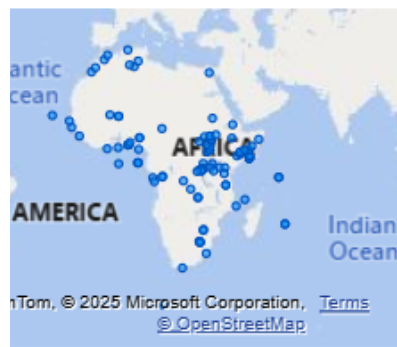 antic
cean
AFRICA
AMERICA
Indian
Ocean
nTom, © 2025 Microsoft Corporation, Terms
© OpenStreetMap